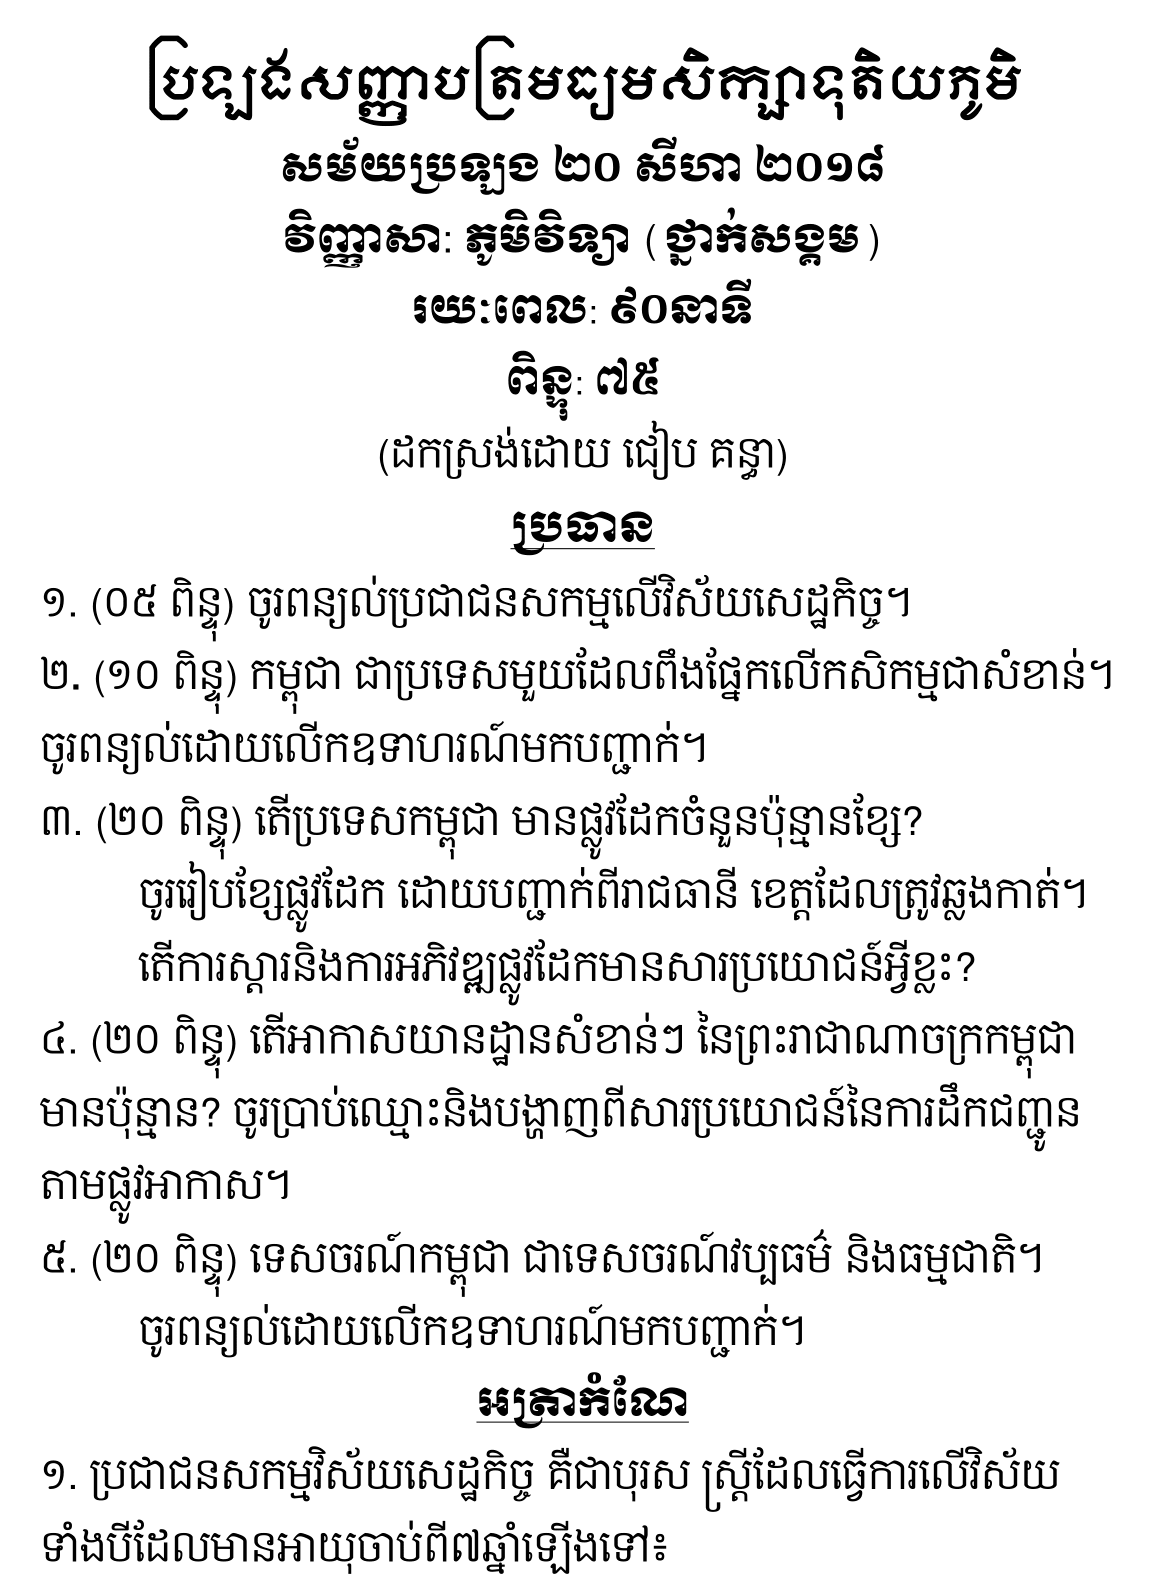 ប្រឡងសញ្ញាបត្រមធ្យមសិក្សាទុតិយភូមិ
សម័យប្រឡង ២០ សីហា ២០១៨
វិញ្ញាសា: ភូមិវិទ្យា (ថ្នាក់សង្គម)
រយៈពេល: ៩០នាទី
ពិន្ទុ: ៧៥
(ដកស្រង់ដោយ ជៀប គន្ធា)
ប្រធាន
១. (០៥ ពិន្ទុ) ចូរពន្យល់ប្រជាជនសកម្មលើវិស័យសេដ្ឋកិច្ច។
២. (១០ ពិន្ទុ) កម្ពុជា ជាប្រទេសមួយដែលពឹងផ្នែកលើកសិកម្មជាសំខាន់។
ចូរពន្យល់ដោយលើកឧទាហរណ៍មកបញ្ជាក់។
៣. (២០ ពិន្ទុ) តើប្រទេសកម្ពុជា មានផ្លូវដែកចំនួនប៉ុន្មានខ្សែ?
ចូររៀបខ្សែផ្លូវដែក ដោយបញ្ជាក់ពីរាជធានី ខេត្តដែលត្រូវឆ្លងកាត់។
តើការស្តារនិងការអភិវឌ្ឍផ្លូវដែកមានសារប្រយោជន៍អ្វីខ្លះ?
៤. (២០ ពិន្ទុ) តើអាកាសយានដ្ឋានសំខាន់ៗ នៃព្រះរាជាណាចក្រកម្ពុជា
មានប៉ុន្មាន? ចូរប្រាប់ឈ្មោះនិងបង្ហាញពីសារប្រយោជន៍នៃការដឹកជញ្ជូន
តាមផ្លូវអាកាស។
៥. (២០ ពិន្ទុ) ទេសចរណ៍កម្ពុជា ជាទេសចរណ៍វប្បធម៌ និងធម្មជាតិ។
ចូរពន្យល់ដោយលើកឧទាហរណ៍មកបញ្ជាក់។
អត្រាកំណែ
១. ប្រជាជនសកម្មវិស័យសេដ្ឋកិច្ច គឺជាបុរស ស្ត្រីដែលធ្វើការលើវិស័យ
ទាំងបីដែលមានអាយុចាប់ពី៧ឆ្នាំឡើងទៅ៖